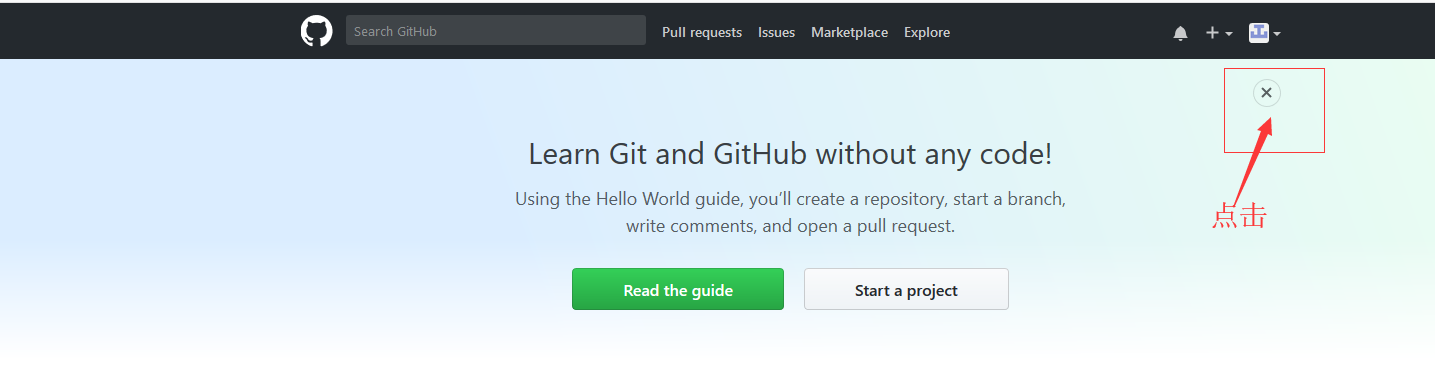 Search GitHub Pull requests Issues Marketplace Explore
Learn Git and GitHub without any code!
Using the Hello World guide, you’ll create a repository, start a branch,
write comments, and open a pull request.
点击
Read the guide Start a project